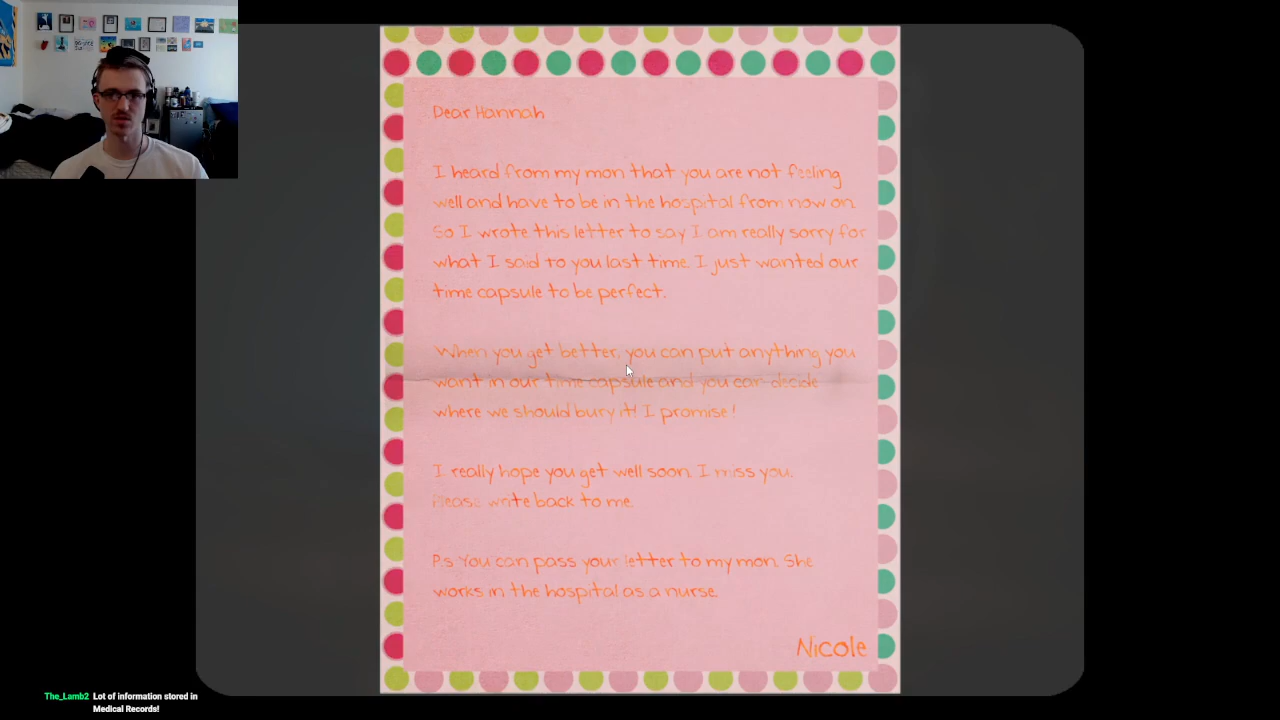 Dear Hannah
I heard from my mon that you are not feeling
well and have to be in the hospital from now on.
So I wrote this letter to say I am really sorry for
what I said to you last time. I just wanted our
time capsule to be perfect.
When you get better, you can put anything you
want in our time capsule and you can decide
where we should bury it! I promise!
I really hope you get well soon. I miss you.
Please write back to me.
P.s You can pass your letter to my mon. She
works in the hospital as a nurse.
Nicole
The_Lamb2 Lot of information stored in
Medical Records!